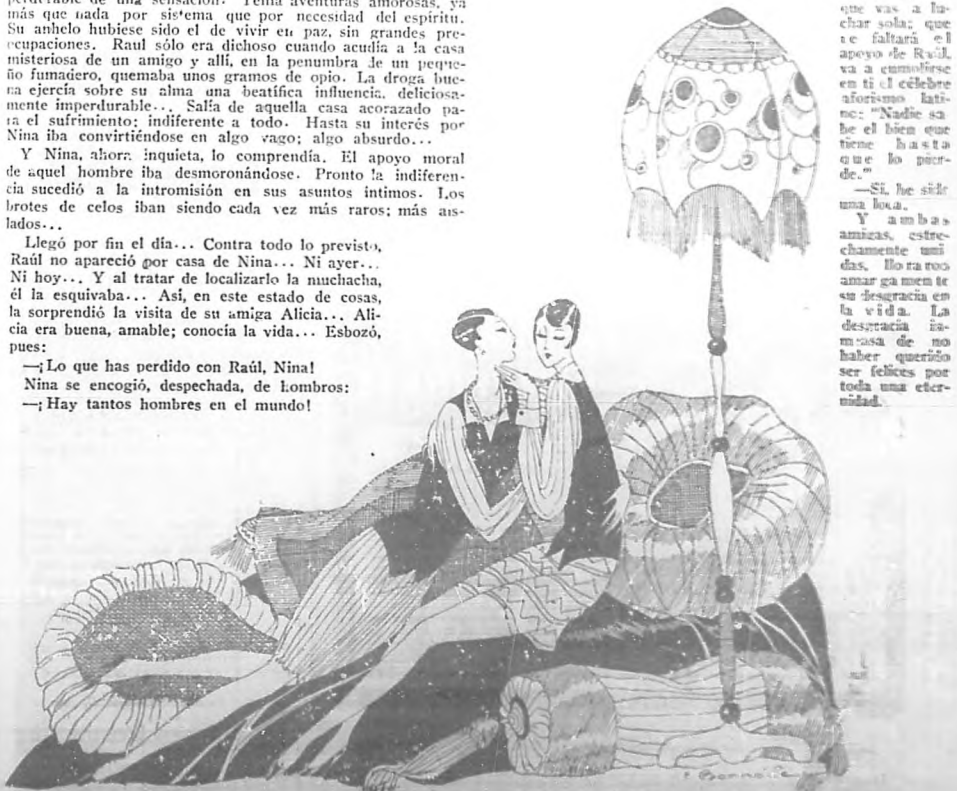 perdurable de una sensación. Tenía aventuras amorosas, ya
más que nada por sistema que por necesidad del espíritu.
Su anhelo hubiese sido el de vivir en paz, sin grandes pre-
ocupaciones. Raul sólo era dichoso cuando acudía a la casa
misteriosa de un amigo y allí, en la penumbra de un peque-
ño fumadero, quemaba unos gramos de opio. La droga bue-
na ejercía sobre su alma una beatífica influencia, deliciosa-
mente imperdurable... Salía de aquella casa acorazado pa-
ra el sufrimiento; indiferente a todo. Hasta su interés por
Nina iba convirtiéndose en algo vago; algo absurdo...
Y Nina, ahora inquieta, lo comprendía. El apoyo moral
de aquel hombre iba desmoronándose. Pronto la indiferen-
cia sucedió a la intromisión en sus asuntos intimos. Los
brotes de celos iban siendo cada vez más raros; más ais-
lados...
Llegó por fin el día... Contra todo lo previsto,
Raúl no apareció por casa de Nina... Ni ayer...
Ni hoy... Y al tratar de localizarlo la muchacha,
él la esquivaba... Asi, en este estado de cosas,
la sorprendió la visita de su amiga Alicia... Ali-
cia era buena, amable; conocía la vida... Esbozó,
pues:
—¡Lo que has perdido con Raúl, Nina!
Nina se encogió, despechada, de hombros:
—¡Hay tantos hombres en el mundo!
que vas a lu-
char sola; que
te faltará el
apoyo de Raúl.
va a cumplirse
en ti el célebre
aforismo lati-
no: "Nadie sa-
be el bien que
tiene hasta
que lo pier-
de."
—Si, he sido
una loca.
Y ambas
amigas, estre-
chamente uni
das, lloraron
amargamente
su desgracia en
la vida. La
desgracia in-
mensa de no
haber querido
ser felices por
toda una eter-
nidad.